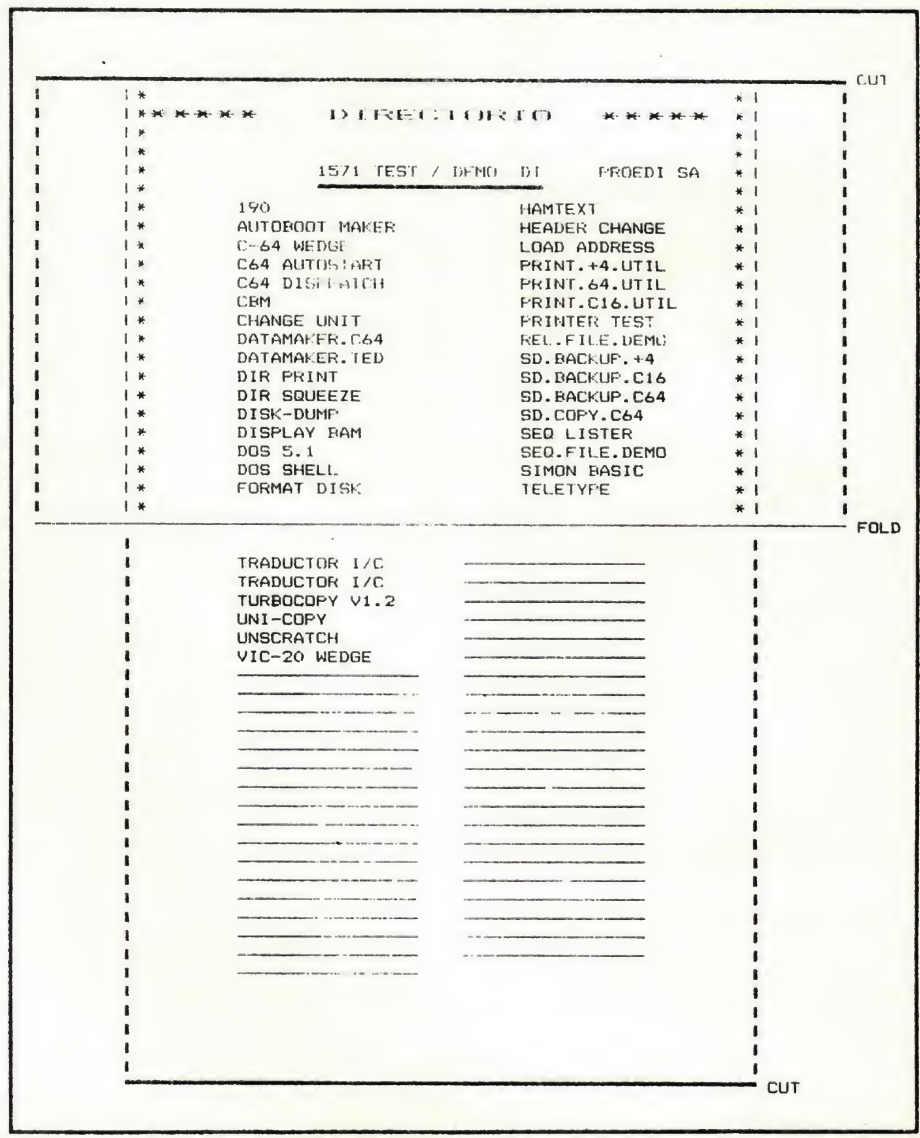 CUT
***** DIRECTORIO *****
1571 TEST / DEMO DI PROEDI SA
190 HAMTEXT
AUTOBOOT MAKER HEADER CHANGE
C-64 WEDGE LOAD ADDRESS
C64 AUTOSTART PRINT.+4.UTIL
C64 DISPATCH PRINT.64.UTIL
CBM PRINT.C16.UTIL
CHANGE UNIT PRINTER TEST
DATAMAKER.C64 REL.FILE.DEMO
DATAMAKER.TED SD.BACKUP.+4
DIR PRINT SD.BACKUP.C16
DIR SQUEEZE SD.BACKUP.C64
DISK-DUMP SD.COPY.C64
DISPLAY BAM SEQ LISTER
DOS 5.1 SEQ.FILE.DEMO
DOS SHELL SIMON BASIC
FORMAT DISK TELETYPE
FOLD
TRADUCTOR I/C
TRADUCTOR I/C
TURBOCOPY V1.2
UNI-COPY
UNSCRATCH
VIC-20 WEDGE
CUT